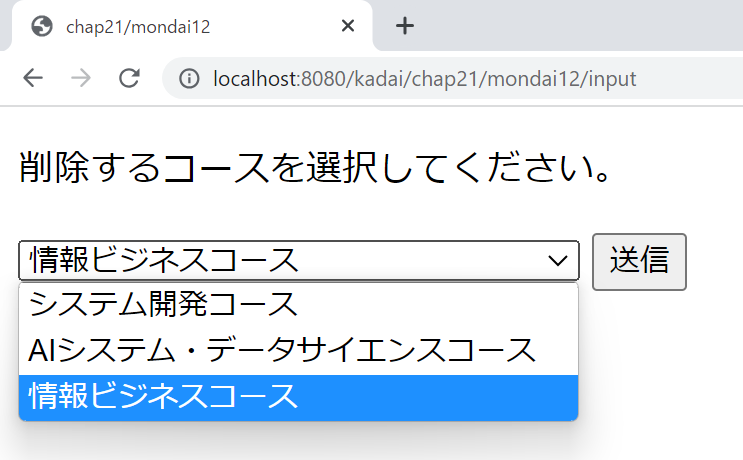 chap21/mondai12
localhost:8080/kadai/chap21/mondai12/input
削除するコースを選択してください。
情報ビジネスコース 送信
システム開発コース
AIシステム・データサイエンスコース
情報ビジネスコース